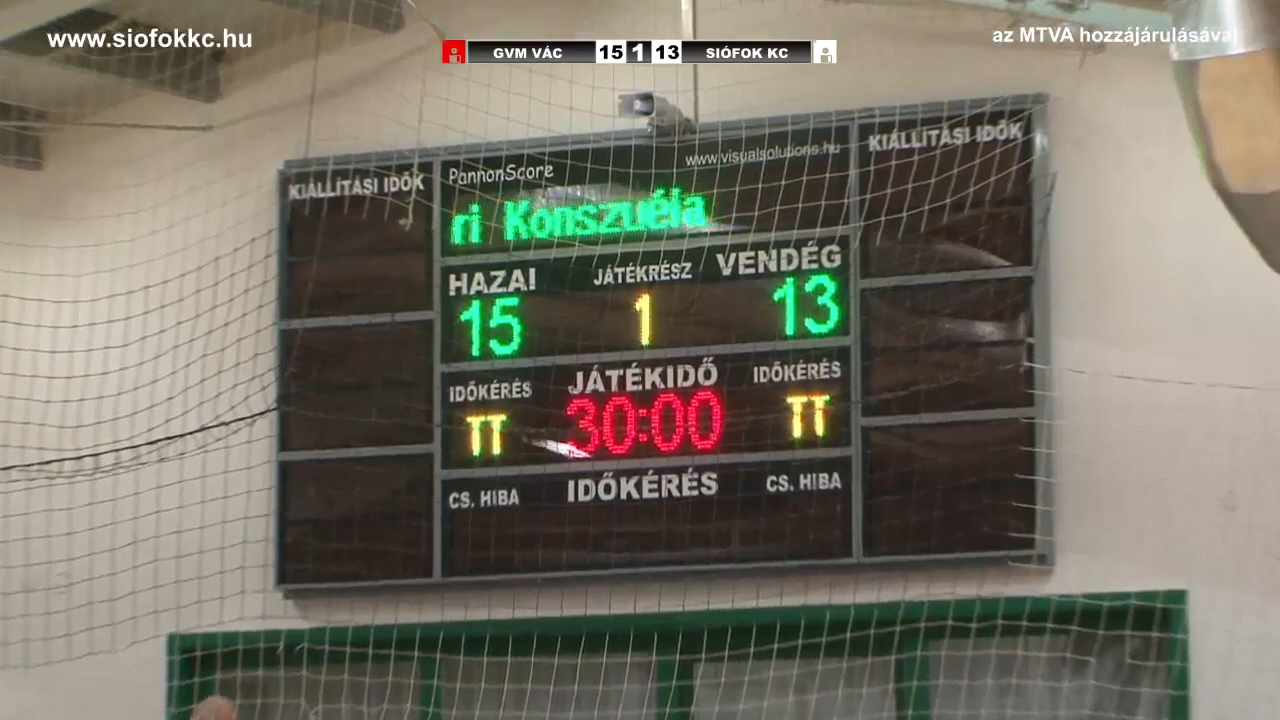 www.siofokkc.hu
az MTVA hozzájárulásával
GVM VÁC 15 1 13 SIÓFOK KC
KIÁLLÍTÁSI IDŐK
PannonScore
www.visualsolutions.hu
KIÁLLÍTÁSI IDŐK
ri Konszuéla
HAZAI JÁTÉKRÉSZ VENDÉG
15 1 13
IDŐKÉRÉS JÁTÉKIDŐ IDŐKÉRÉS
TT 30:00 TT
CS. HIBA IDŐKÉRÉS CS. HIBA